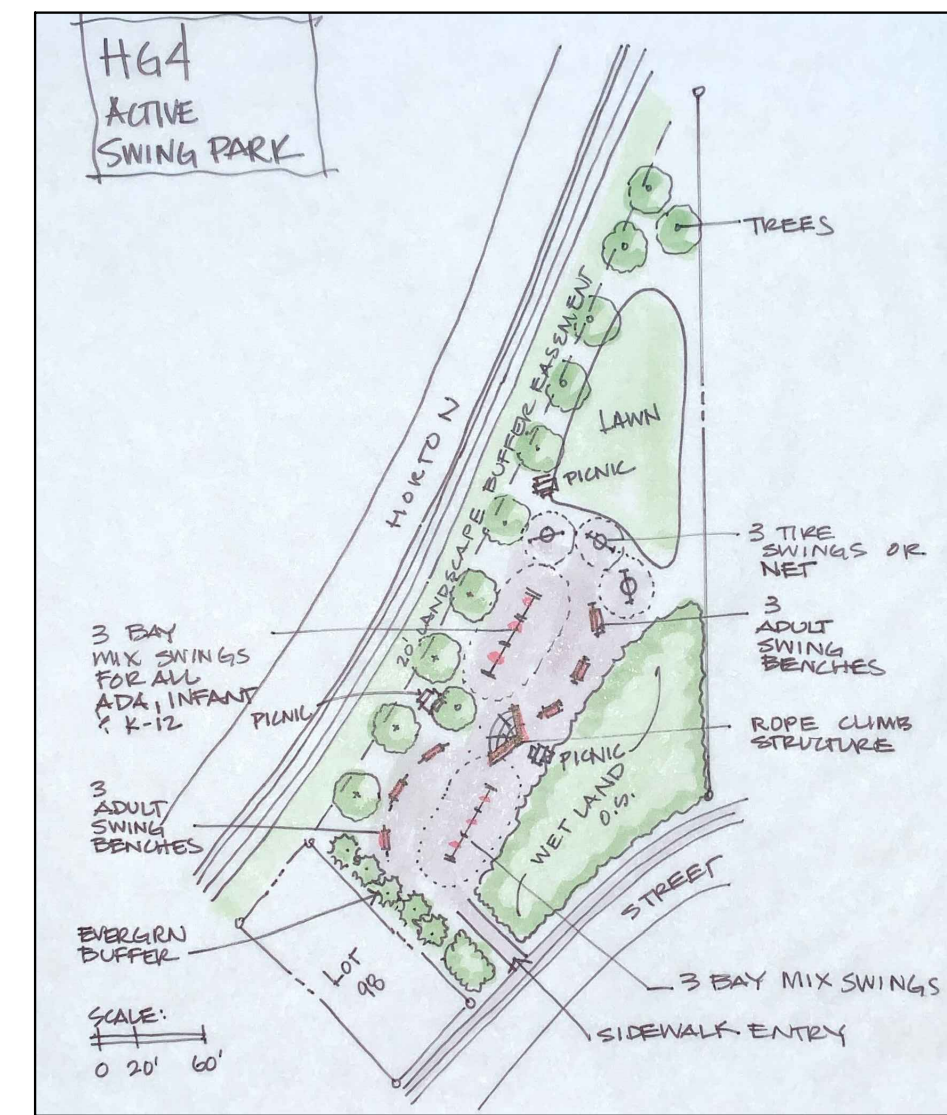 HG4
ACTIVE
SWING PARK
TREES
20' LANDSCAPE BUFFER EASEMENT
HORTON
LAWN
PICNIC
3 TIRE
SWINGS OR
NET
3
ADULT
SWING
BENCHES
3 BAY
MIX SWINGS
FOR ALL
ADA, INFANT
& K-12
PICNIC
ROPE CLIMB
STRUCTURE
PICNIC
WET LAND
O.S.
3
ADULT
SWING
BENCHES
STREET
EVERGRN
BUFFER
LOT
98
3 BAY MIX SWINGS
SIDEWALK ENTRY
SCALE:
0 20' 60'